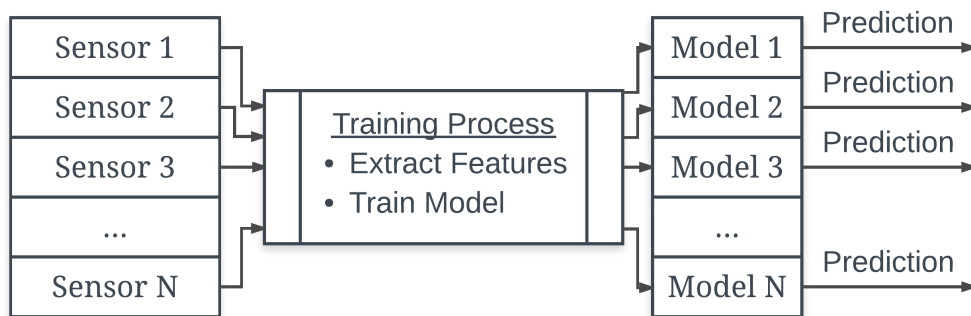 Sensor 1
Sensor 2
Sensor 3
...
Sensor N
Training Process
• Extract Features
• Train Model
Model 1
Model 2
Model 3
...
Model N
Prediction
Prediction
Prediction
Prediction